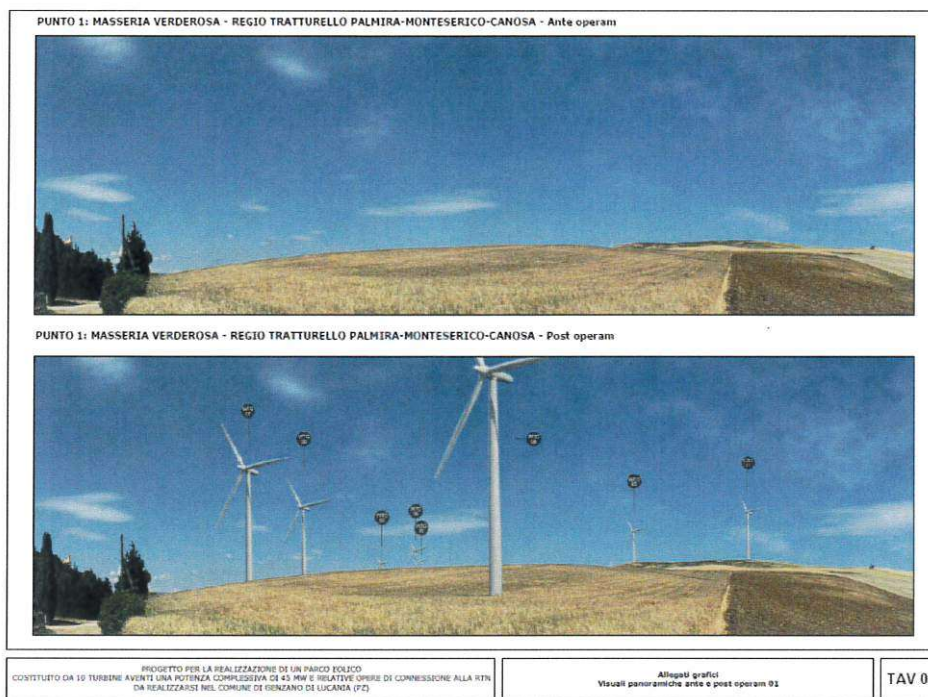 PUNTO 1: MASSERIA VERDEROSA - REGIO TRATTURELLO PALMIRA-MONTESERICO-CANOSA - Ante operam
PUNTO 1: MASSERIA VERDEROSA - REGIO TRATTURELLO PALMIRA-MONTESERICO-CANOSA - Post operam
PROGETTO PER LA REALIZZAZIONE DI UN PARCO EOLICO
COSTITUITO DA 10 TURBINE AVENTI UNA POTENZA COMPLESSIVA DI 45 MW E RELATIVE OPERE DI CONNESSIONE ALLA RTN
DA REALIZZARSI NEL COMUNE DI GENZANO DI LUCANIA (PZ)
Allegati grafici
Visuali panoramiche ante e post operam 01
TAV 0